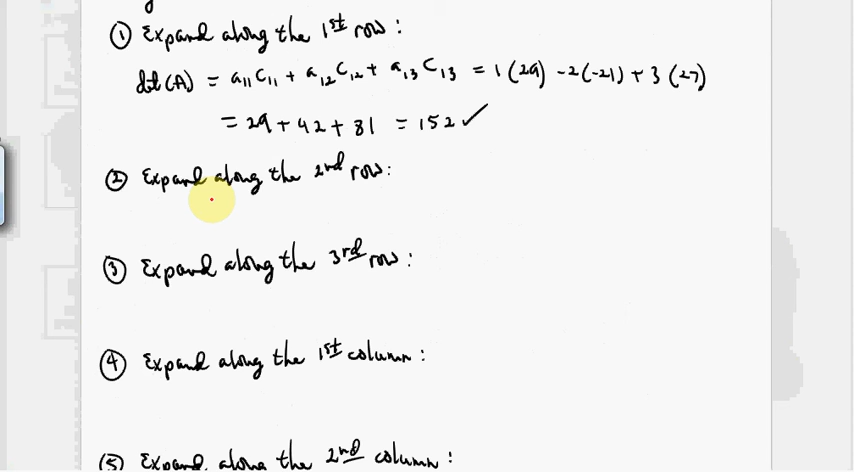 ① Expand along the 1st row:
det(A) = a₁₁C₁₁ + a₁₂C₁₂ + a₁₃C₁₃ = 1(29) - 2(-21) + 3(27)
= 29 + 42 + 81 = 152 ✓
② Expand along the 2nd row:
③ Expand along the 3rd row:
④ Expand along the 1st column:
⑤ Expand along the 2nd column: